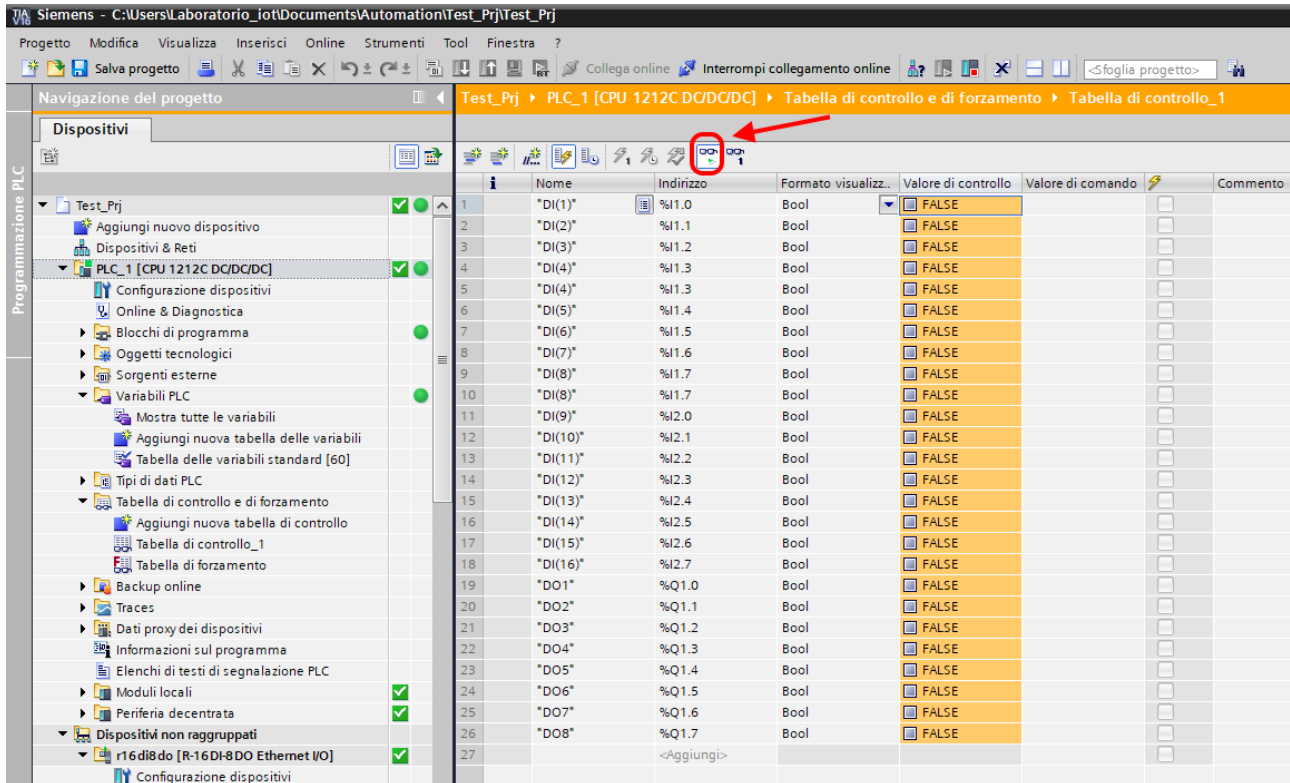 TIA V16 Siemens - C:\Users\Laboratorio_iot\Documents\Automation\Test_Prj\Test_Prj
Progetto Modifica Visualizza Inserisci Online Strumenti Tool Finestra ?
Salva progetto Collega online Interrompi collegamento online <Sfoglia progetto>
Navigazione del progetto
Test_Prj PLC_1 [CPU 1212C DC/DC/DC] Tabella di controllo e di forzamento Tabella di controllo_1
Dispositivi
Programmazione PLC
Test_Prj
Aggiungi nuovo dispositivo
Dispositivi & Reti
PLC_1 [CPU 1212C DC/DC/DC]
Configurazione dispositivi
Online & Diagnostica
Blocchi di programma
Oggetti tecnologici
Sorgenti esterne
Variabili PLC
Mostra tutte le variabili
Aggiungi nuova tabella delle variabili
Tabella delle variabili standard [60]
Tipi di dati PLC
Tabella di controllo e di forzamento
Aggiungi nuova tabella di controllo
Tabella di controllo_1
Tabella di forzamento
Backup online
Traces
Dati proxy dei dispositivi
Informazioni sul programma
Elenchi di testi di segnalazione PLC
Moduli locali
Periferia decentrata
Dispositivi non raggruppati
r16di8do [R-16DI-8DO Ethernet I/O]
Configurazione dispositivi
i Nome Indirizzo Formato visualizz.. Valore di controllo Valore di comando Commento
1 "DI(1)" %I1.0 Bool FALSE
2 "DI(2)" %I1.1 Bool FALSE
3 "DI(3)" %I1.2 Bool FALSE
4 "DI(4)" %I1.3 Bool FALSE
5 "DI(4)" %I1.3 Bool FALSE
6 "DI(5)" %I1.4 Bool FALSE
7 "DI(6)" %I1.5 Bool FALSE
8 "DI(7)" %I1.6 Bool FALSE
9 "DI(8)" %I1.7 Bool FALSE
10 "DI(8)" %I1.7 Bool FALSE
11 "DI(9)" %I2.0 Bool FALSE
12 "DI(10)" %I2.1 Bool FALSE
13 "DI(11)" %I2.2 Bool FALSE
14 "DI(12)" %I2.3 Bool FALSE
15 "DI(13)" %I2.4 Bool FALSE
16 "DI(14)" %I2.5 Bool FALSE
17 "DI(15)" %I2.6 Bool FALSE
18 "DI(16)" %I2.7 Bool FALSE
19 "DO1" %Q1.0 Bool FALSE
20 "DO2" %Q1.1 Bool FALSE
21 "DO3" %Q1.2 Bool FALSE
22 "DO4" %Q1.3 Bool FALSE
23 "DO5" %Q1.4 Bool FALSE
24 "DO6" %Q1.5 Bool FALSE
25 "DO7" %Q1.6 Bool FALSE
26 "DO8" %Q1.7 Bool FALSE
27 <Aggiungi>